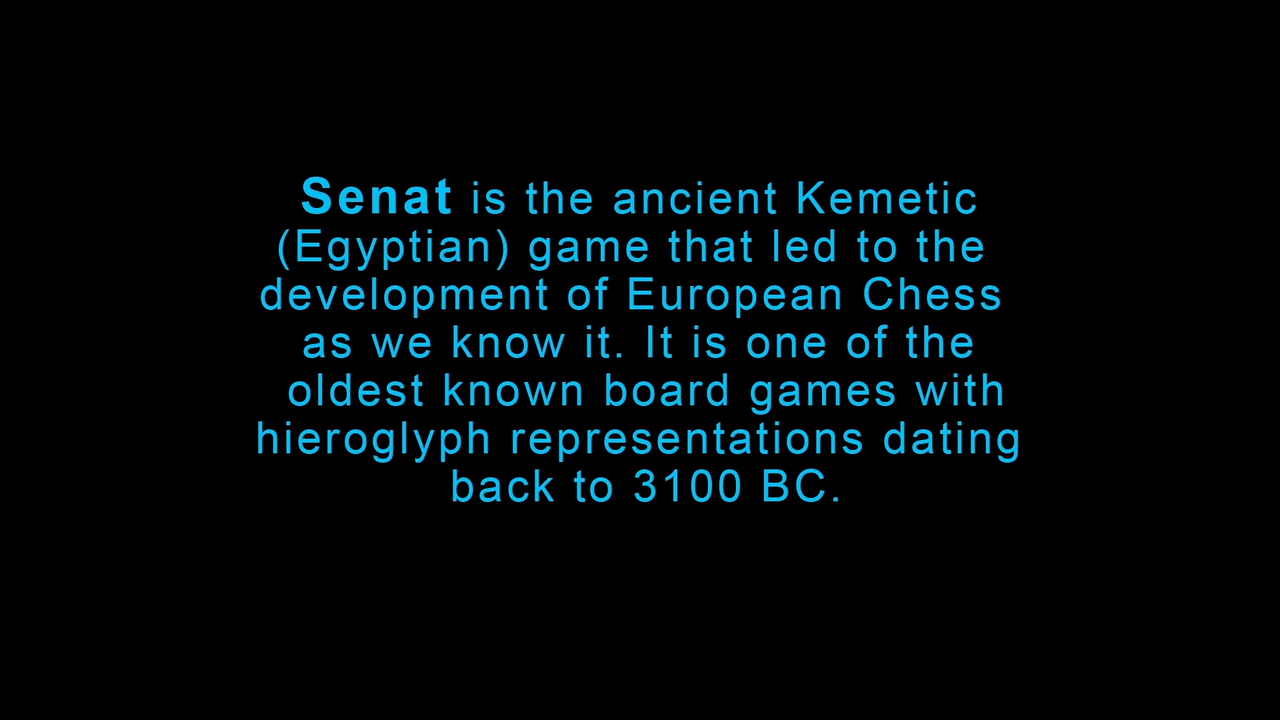 Senat is the ancient Kemetic
(Egyptian) game that led to the
development of European Chess
as we know it. It is one of the
oldest known board games with
hieroglyph representations dating
back to 3100 BC.